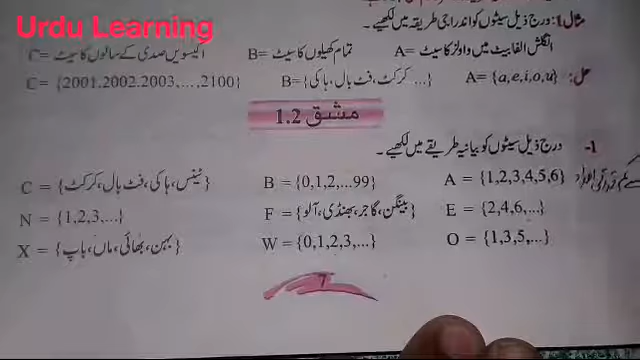 Urdu Learning
مثال 1: درج ذیل سیٹوں کو اندراجی طریقہ میں لکھیے۔
A= انگلش الفابیٹ میں واولز کا سیٹ B= تمام کھیلوں کا سیٹ C= اکیسویں صدی کے سالوں کا سیٹ
حل: A= {a,e,i,o,u} B= {کرکٹ، فٹ بال، ہاکی ...} C= {2001,2002,2003,...,2100}
مشق 1.2
-1 درج ذیل سیٹوں کو بیانیہ طریقے میں لکھیے۔
A = {1,2,3,4,5,6} B = {0,1,2,...99} C = {ٹینس، ہاکی، فٹ بال، کرکٹ}
E = {2,4,6,...} F = {بینگن، گاجر، بھنڈی، آلو} N = {1,2,3,...}
O = {1,3,5,...} W = {0,1,2,3,...} X = {بہن، بھائی، ماں، باپ}
7